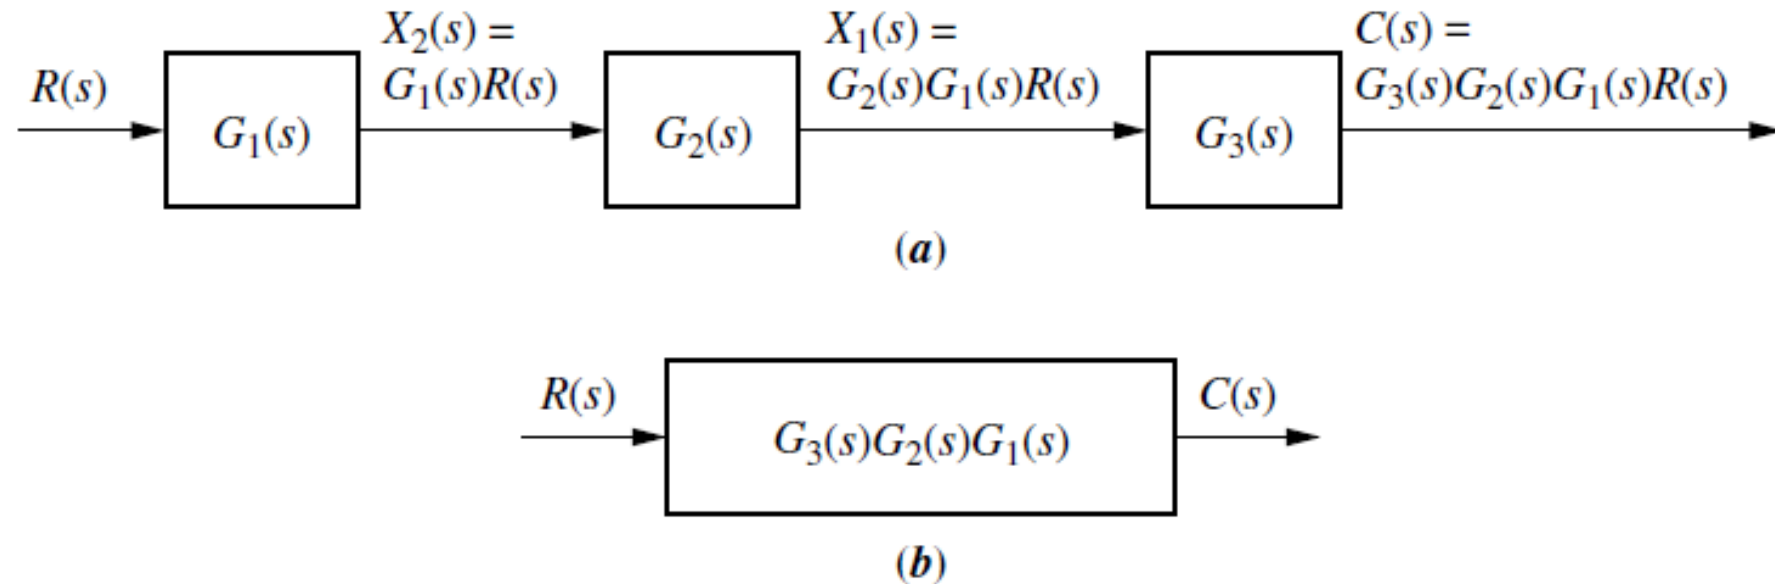 X₂(s) =
X₁(s) =
C(s) =
R(s)
G₁(s)R(s)
G₂(s)G₁(s)R(s)
G₃(s)G₂(s)G₁(s)R(s)
G₁(s)
G₂(s)
G₃(s)
(a)
R(s)
C(s)
G₃(s)G₂(s)G₁(s)
(b)